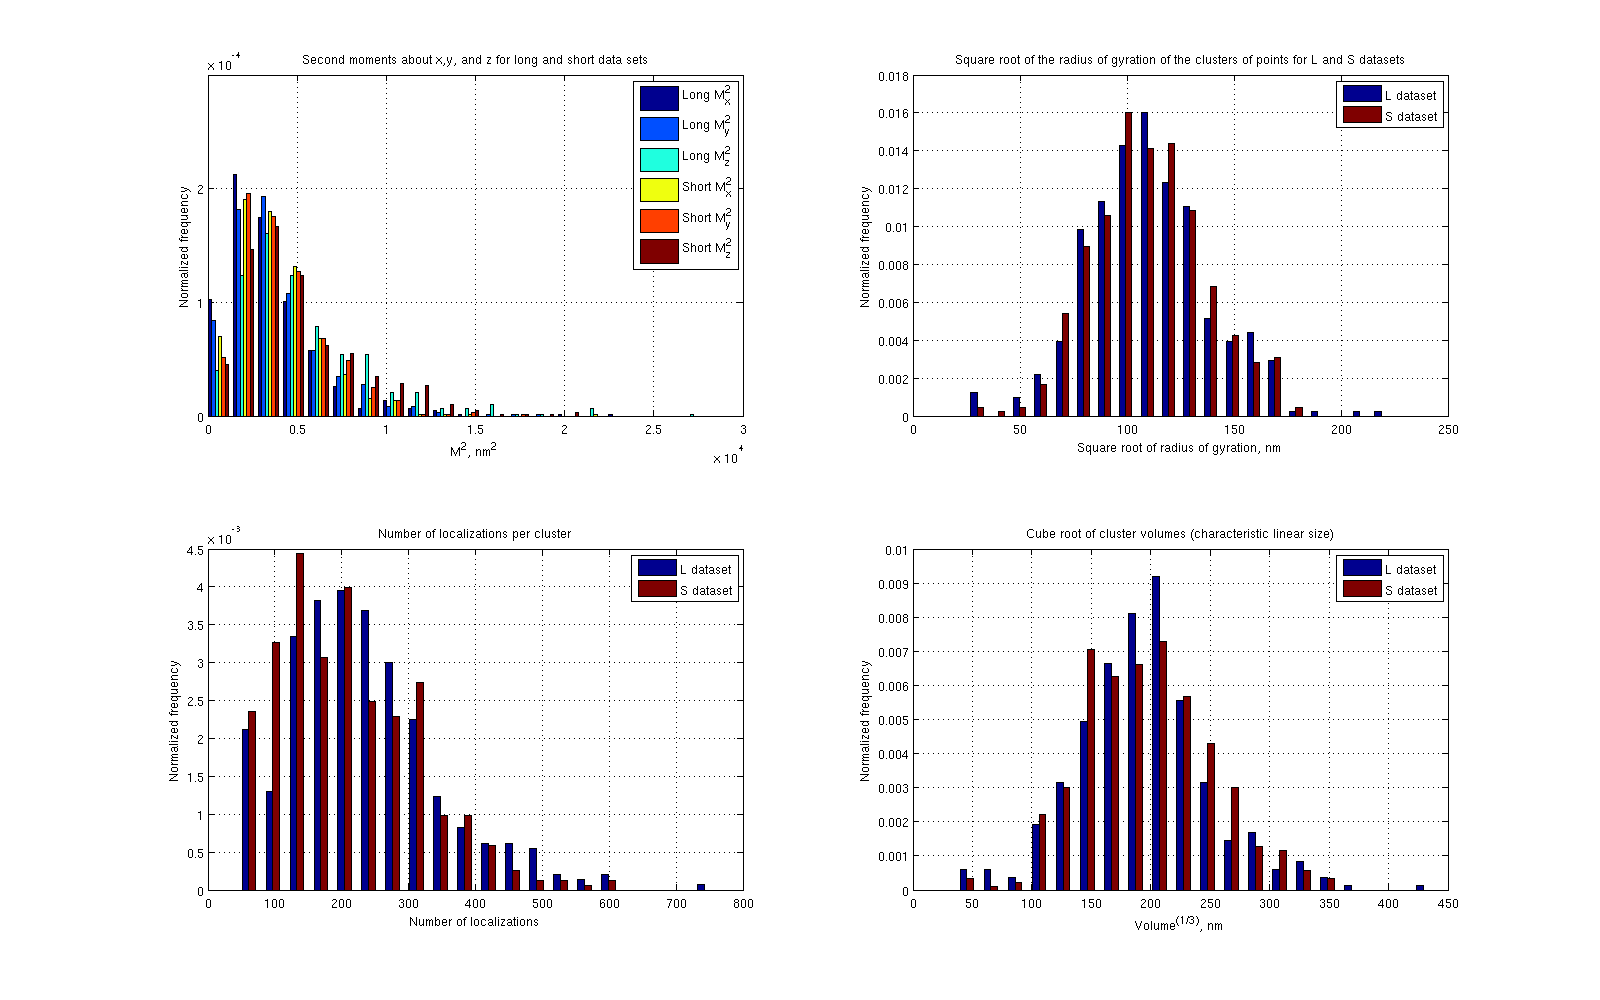 Second moments about x,y, and z for long and short data sets
× 10^-4
Normalized frequency
2
1
0
0 0.5 1 1.5 2 2.5 3
M^2, nm^2
× 10^4
Long M_x^2
Long M_y^2
Long M_z^2
Short M_x^2
Short M_y^2
Short M_z^2
Square root of the radius of gyration of the clusters of points for L and S datasets
Normalized frequency
0.018
0.016
0.014
0.012
0.01
0.008
0.006
0.004
0.002
0
0 50 100 150 200 250
Square root of radius of gyration, nm
L dataset
S dataset
Number of localizations per cluster
× 10^-3
Normalized frequency
4.5
4
3.5
3
2.5
2
1.5
1
0.5
0
0 100 200 300 400 500 600 700 800
Number of localizations
L dataset
S dataset
Cube root of cluster volumes (characteristic linear size)
Normalized frequency
0.01
0.009
0.008
0.007
0.006
0.005
0.004
0.003
0.002
0.001
0
0 50 100 150 200 250 300 350 400 450
Volume^(1/3), nm
L dataset
S dataset